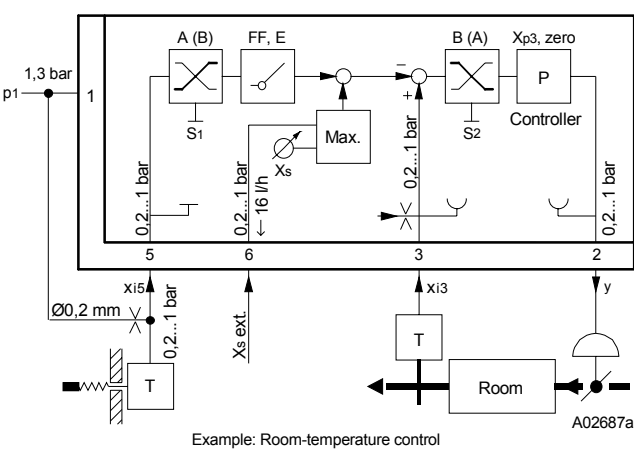 A (B)
FF, E
B (A)
Xp3, zero
1,3 bar
p1
1
P
S1
S2
Controller
Max.
Xs
0,2...1 bar
0,2...1 bar
←16 l/h
0,2...1 bar
0,2...1 bar
−
+
5
6
3
2
xi5
xi3
y
Ø0,2 mm
0,2...1 bar
Xs ext.
T
T
Room
A02687a
Example: Room-temperature control